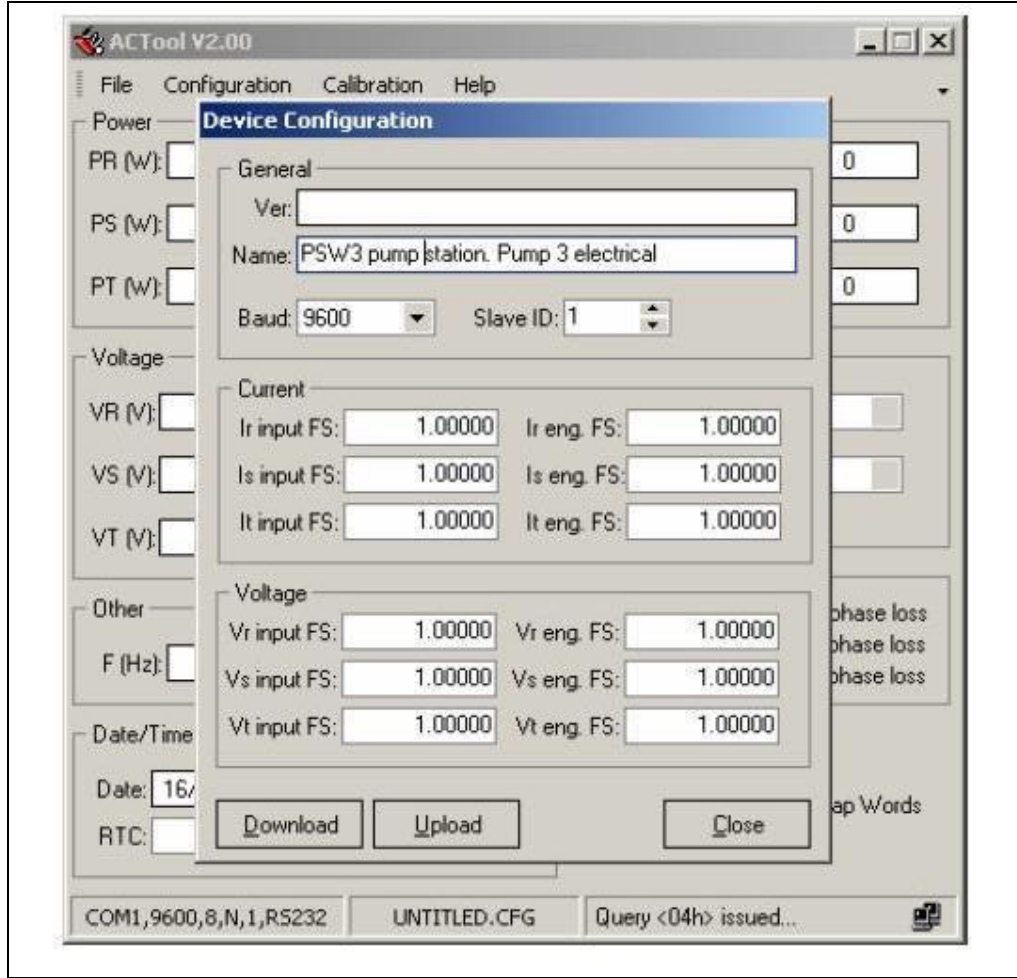 ACTool V2.00
File Configuration Calibration Help
Device Configuration
Power
PR (W): 0
PS (W): 0
PT (W): 0
General
Ver:
Name: PSW3 pump station. Pump 3 electrical
Baud: 9600 Slave ID: 1
Voltage
VR (V):
VS (V):
VT (V):
Current
Ir input FS: 1.00000 Ir eng. FS: 1.00000
Is input FS: 1.00000 Is eng. FS: 1.00000
It input FS: 1.00000 It eng. FS: 1.00000
Voltage
Vr input FS: 1.00000 Vr eng. FS: 1.00000
Vs input FS: 1.00000 Vs eng. FS: 1.00000
Vt input FS: 1.00000 Vt eng. FS: 1.00000
Other
F (Hz):
phase loss
phase loss
phase loss
Date/Time
Date: 16/
RTC:
ap Words
Download Upload Close
COM1,9600,8,N,1,RS232 UNTITLED.CFG Query <04h> issued...